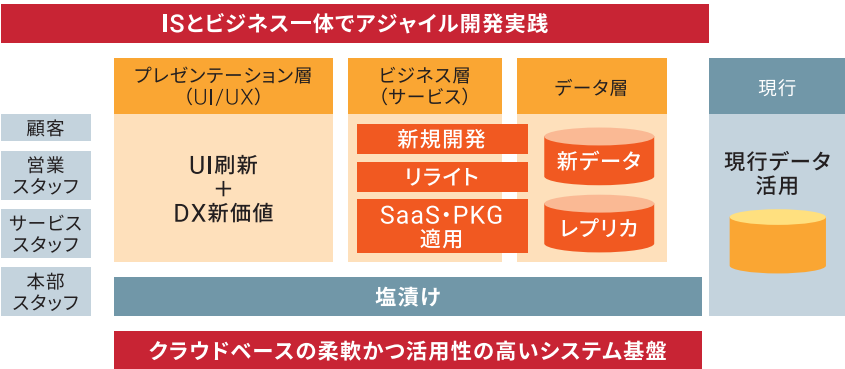 ISとビジネス一体でアジャイル開発実践
プレゼンテーション層
（UI/UX）
ビジネス層
（サービス）
データ層
現行
顧客
営業
スタッフ
サービス
スタッフ
本部
スタッフ
UI刷新
+
DX新価値
新規開発
リライト
SaaS・PKG
適用
新データ
レプリカ
現行データ
活用
塩漬け
クラウドベースの柔軟かつ活用性の高いシステム基盤